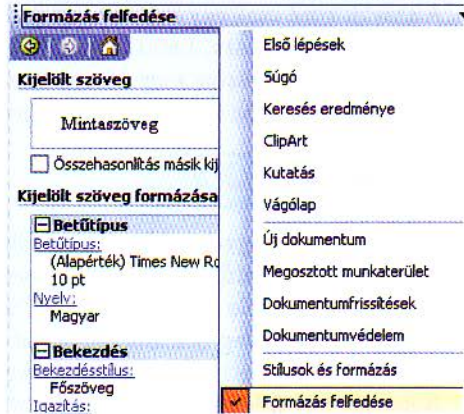 Formázás felfedése
Kijelölt szöveg
Mintaszöveg
Összehasonlítás másik kij
Kijelölt szöveg formázása
Betűtípus
Betűtípus:
(Alapérték) Times New Ro
10 pt
Nyelv:
Magyar
Bekezdés
Bekezdésstílus:
Főszöveg
Igazítás:
Első lépések
Súgó
Keresés eredménye
ClipArt
Kutatás
Vágólap
Új dokumentum
Megosztott munkaterület
Dokumentumfrissítések
Dokumentumvédelem
Stílusok és formázás
Formázás felfedése